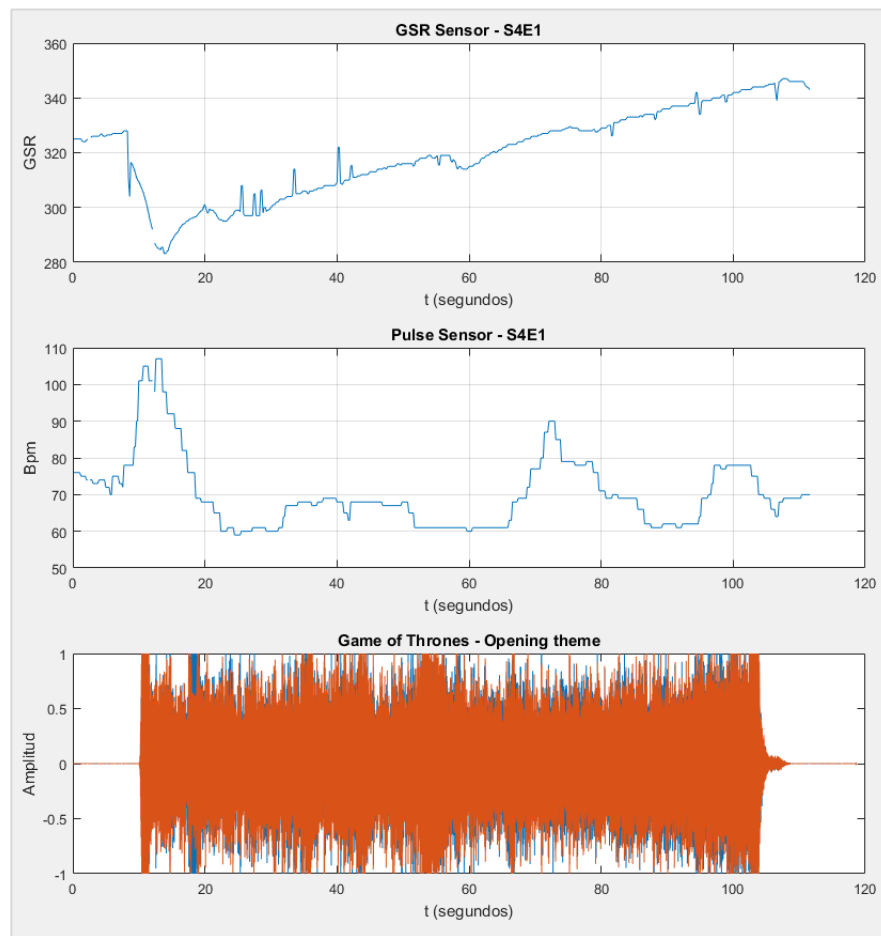 GSR Sensor - S4E1
360
340
320
300
280
GSR
0 20 40 60 80 100 120
t (segundos)
Pulse Sensor - S4E1
110
100
90
80
70
60
50
Bpm
0 20 40 60 80 100 120
t (segundos)
Game of Thrones - Opening theme
1
0.5
0
-0.5
-1
Amplitud
0 20 40 60 80 100 120
t (segundos)